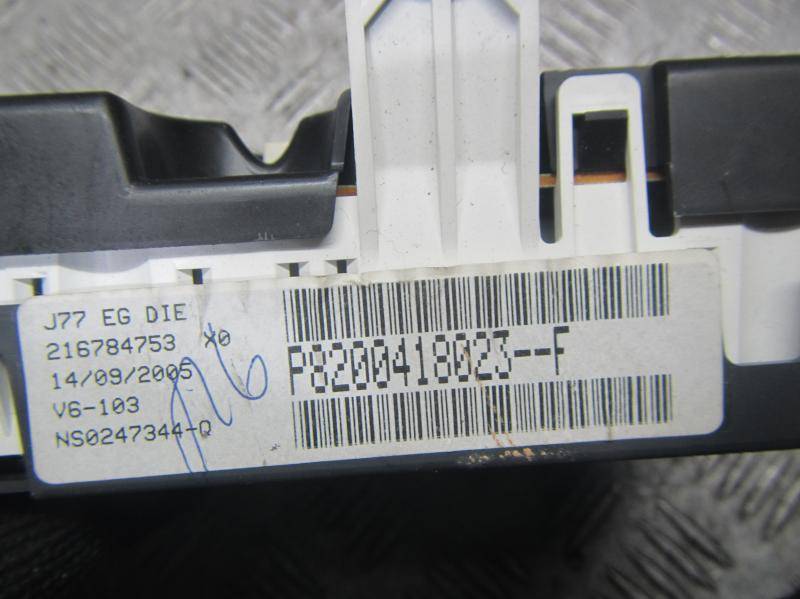 J77 EG DIE
216784753 X0
14/09/2005
V6-103
NS0247344-Q
P8200418023--F